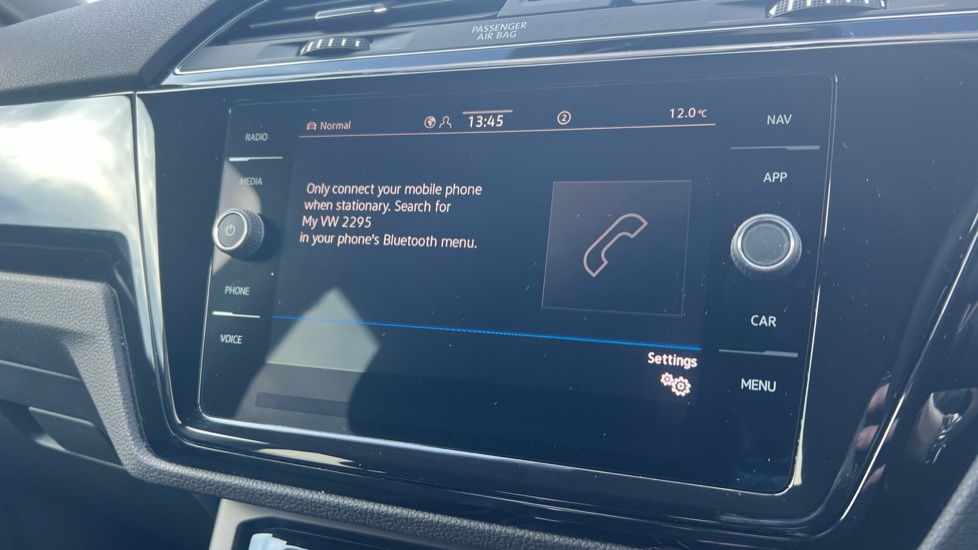 PASSENGER
AIR BAG
RADIO
MEDIA
PHONE
VOICE
Normal
13:45
2
12.0°C
Only connect your mobile phone
when stationary. Search for
My VW 2295
in your phone's Bluetooth menu.
Settings
NAV
APP
CAR
MENU